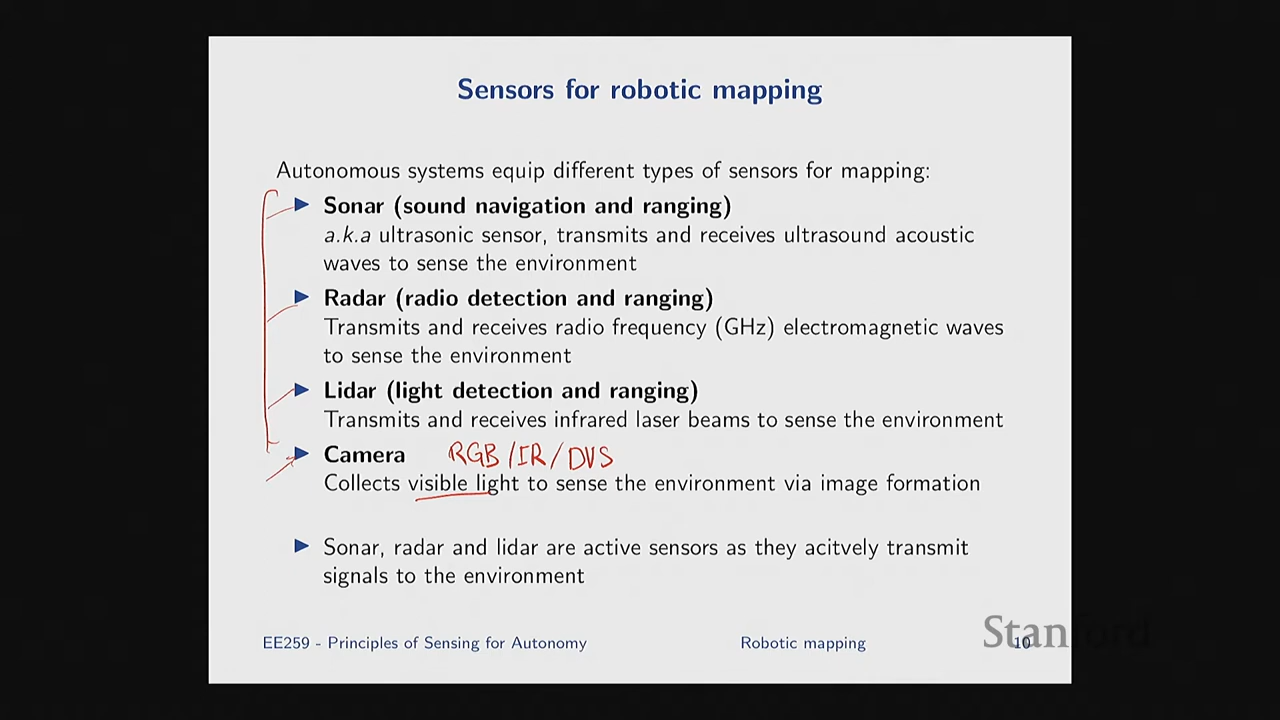 Sensors for robotic mapping
Autonomous systems equip different types of sensors for mapping:
Sonar (sound navigation and ranging)
a.k.a ultrasonic sensor, transmits and receives ultrasound acoustic
waves to sense the environment
Radar (radio detection and ranging)
Transmits and receives radio frequency (GHz) electromagnetic waves
to sense the environment
Lidar (light detection and ranging)
Transmits and receives infrared laser beams to sense the environment
Camera RGB/IR/DVS
Collects visible light to sense the environment via image formation
Sonar, radar and lidar are active sensors as they acitvely transmit
signals to the environment
EE259 - Principles of Sensing for Autonomy Robotic mapping 10
Stanford